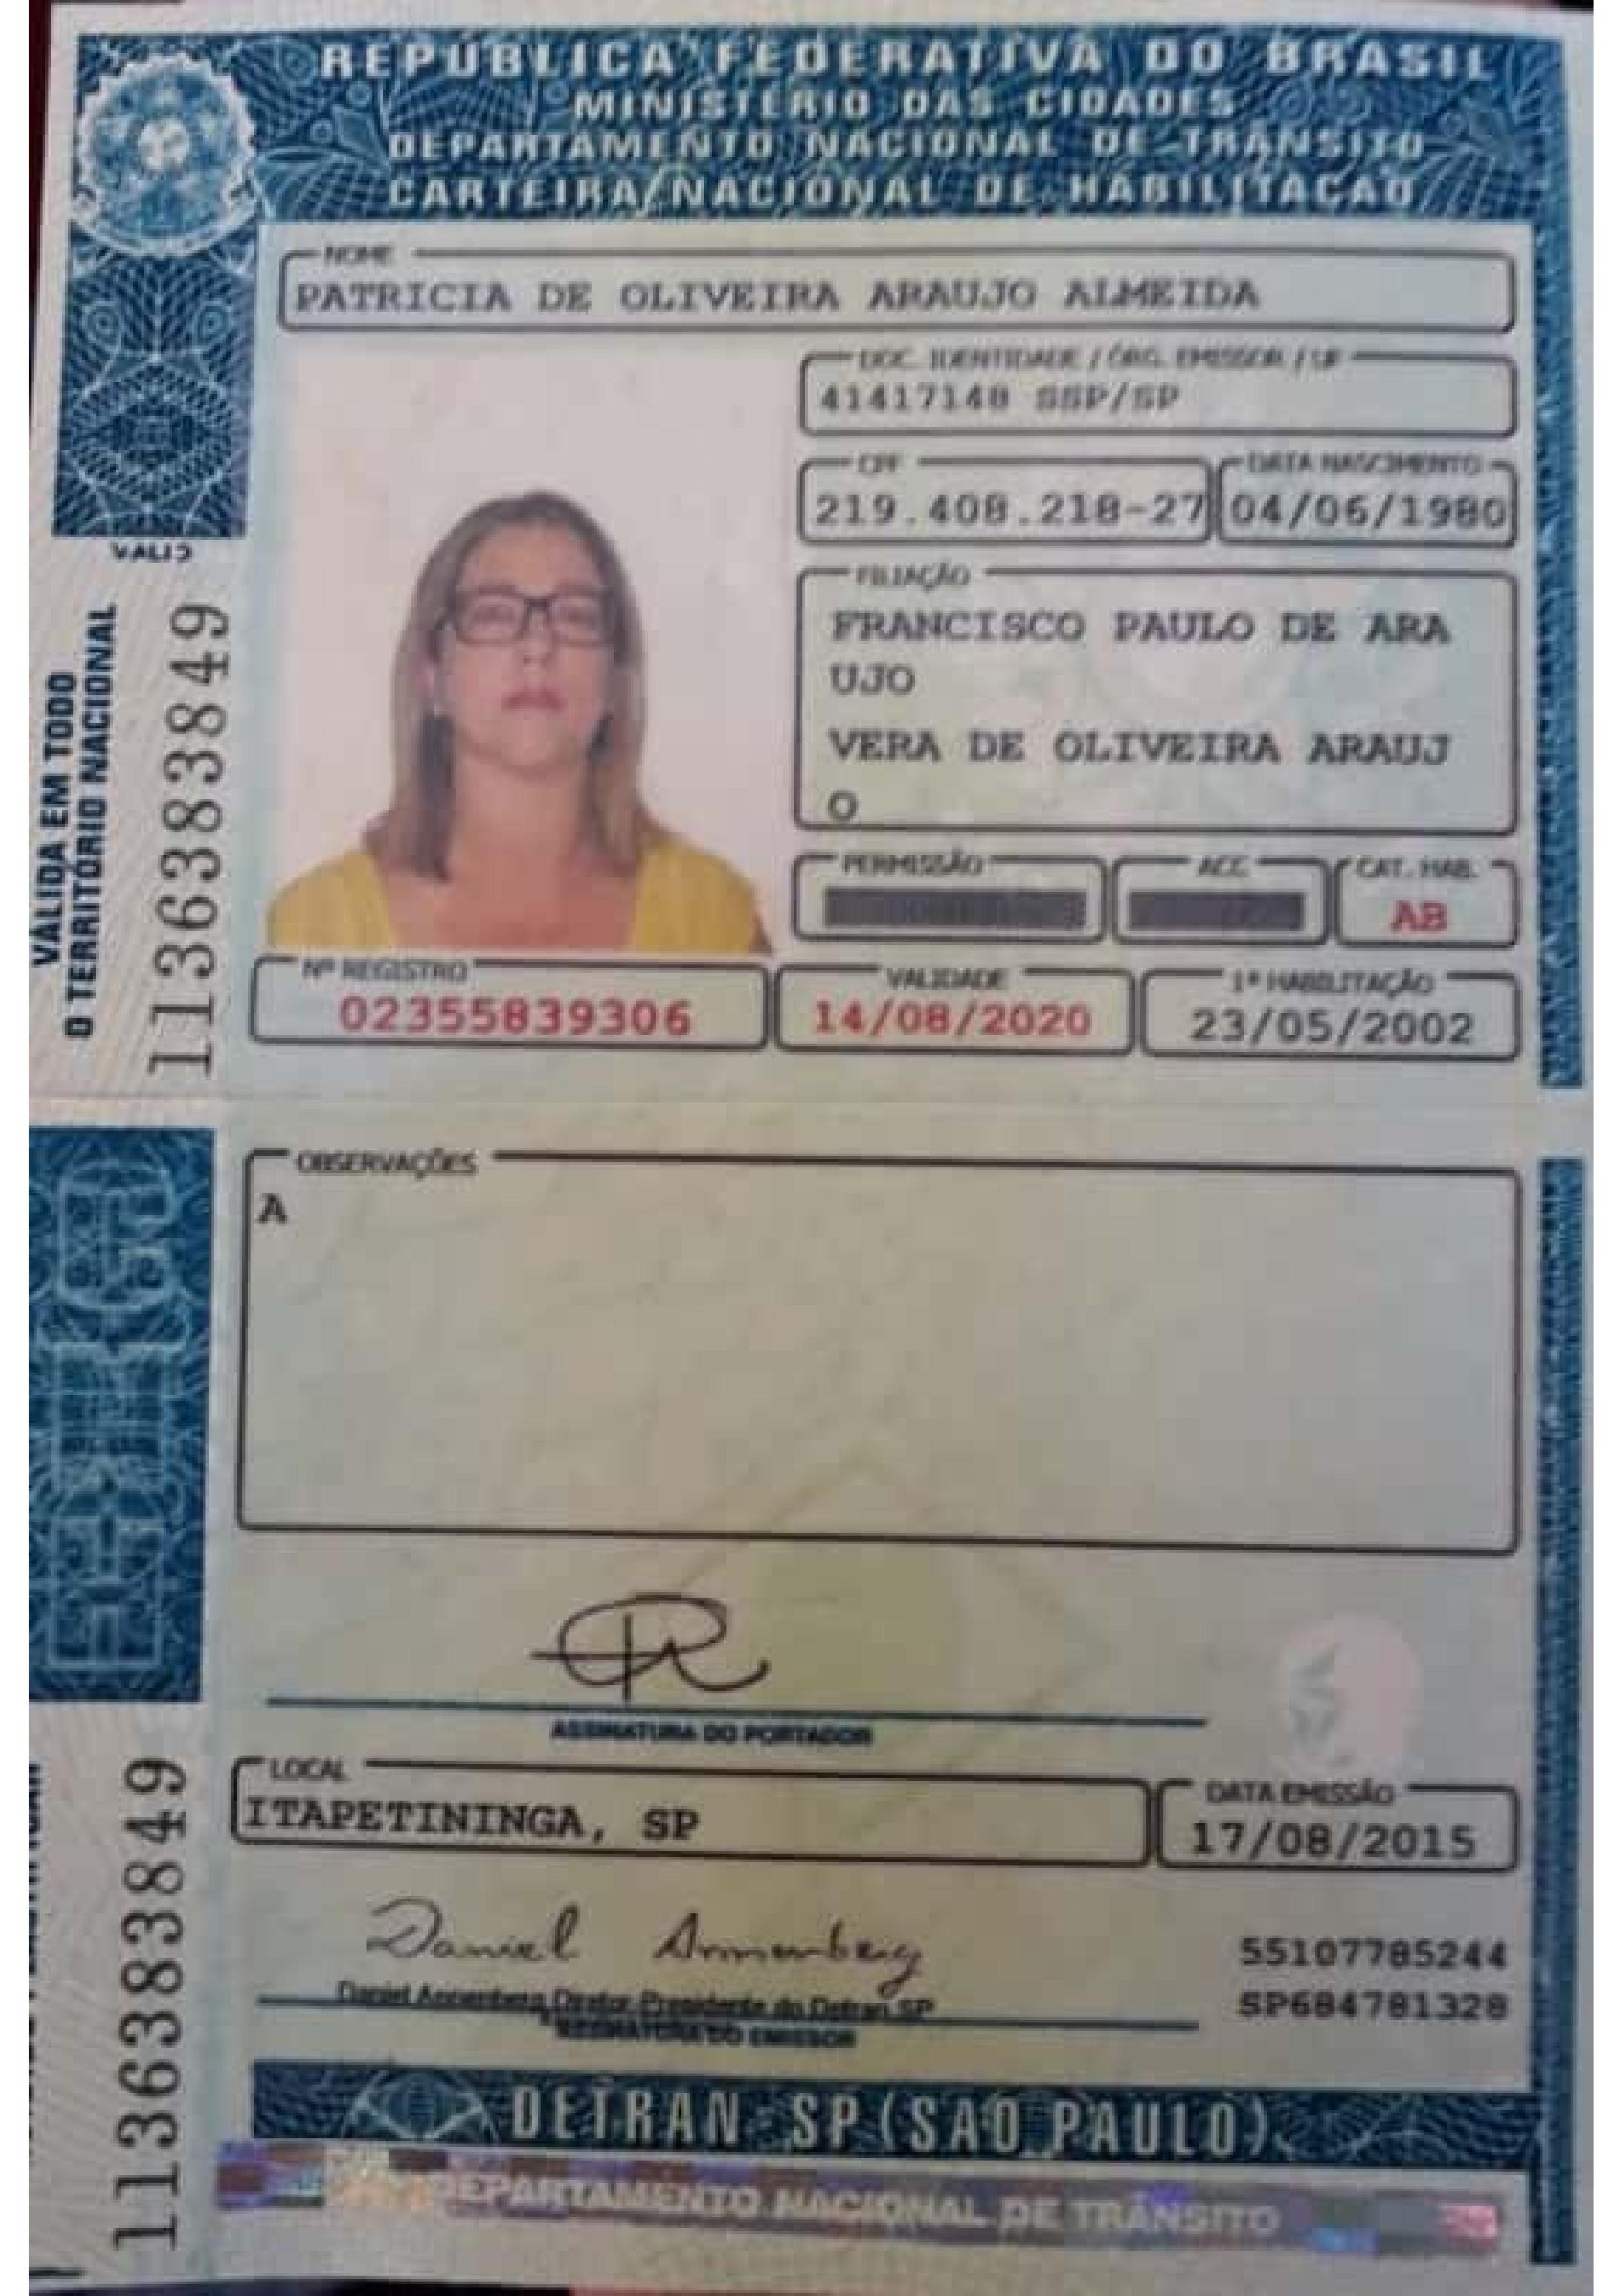 REPÚBLICA FEDERATIVA DO BRASIL
MINISTÉRIO DAS CIDADES
DEPARTAMENTO NACIONAL DE TRÂNSITO
CARTEIRA NACIONAL DE HABILITAÇÃO
NOME
PATRICIA DE OLIVEIRA ARAUJO ALMEIDA
DOC. IDENTIDADE / ÓRG. EMISSOR / UF
41417148 SSP/SP
CPF
219.408.218-27
DATA NASCIMENTO
04/06/1980
FILIAÇÃO
FRANCISCO PAULO DE ARA
UJO
VERA DE OLIVEIRA ARAUJ
O
PERMISSÃO
ACC
CAT. HAB.
AB
Nº REGISTRO
02355839306
VALIDADE
14/08/2020
1ª HABILITAÇÃO
23/05/2002
VÁLIDA EM TODO
O TERRITÓRIO NACIONAL
1136383849
OBSERVAÇÕES
A
ASSINATURA DO PORTADOR
LOCAL
ITAPETININGA, SP
DATA EMISSÃO
17/08/2015
Daniel Annenberg
Daniel Annenberg Diretor Presidente do Detran SP
ASSINATURA DO EMISSOR
55107785244
SP684781328
1136383849
DETRAN-SP (SÃO PAULO)
DEPARTAMENTO NACIONAL DE TRÂNSITO